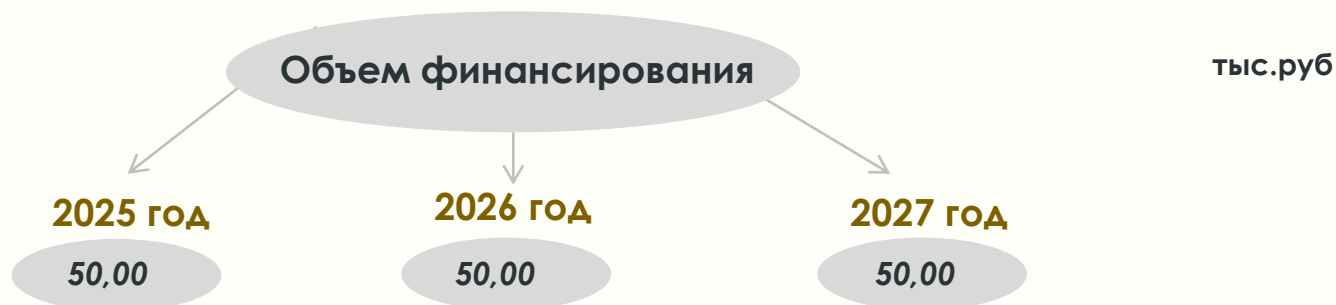 Объем финансирования
тыс.руб
2025 год
2026 год
2027 год
50,00
50,00
50,00